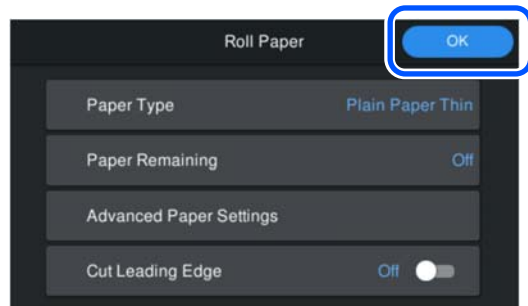 Roll Paper OK
Paper Type Plain Paper Thin
Paper Remaining Off
Advanced Paper Settings
Cut Leading Edge Off